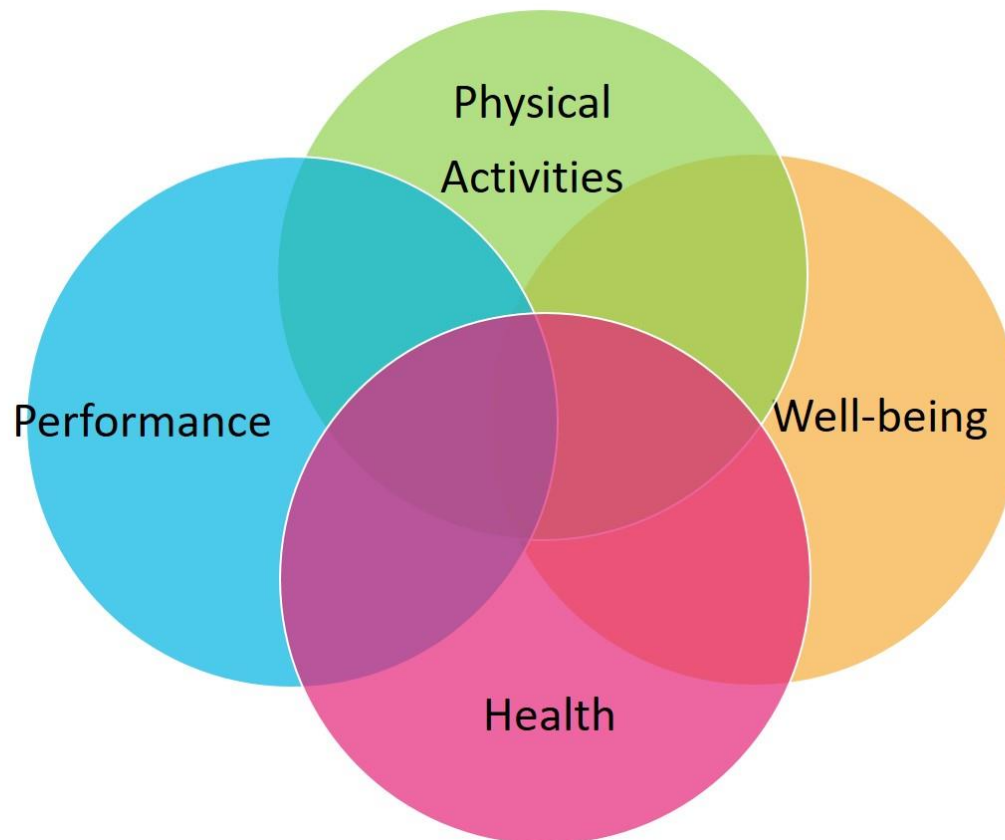 Physical
Activities
Performance
Well-being
Health